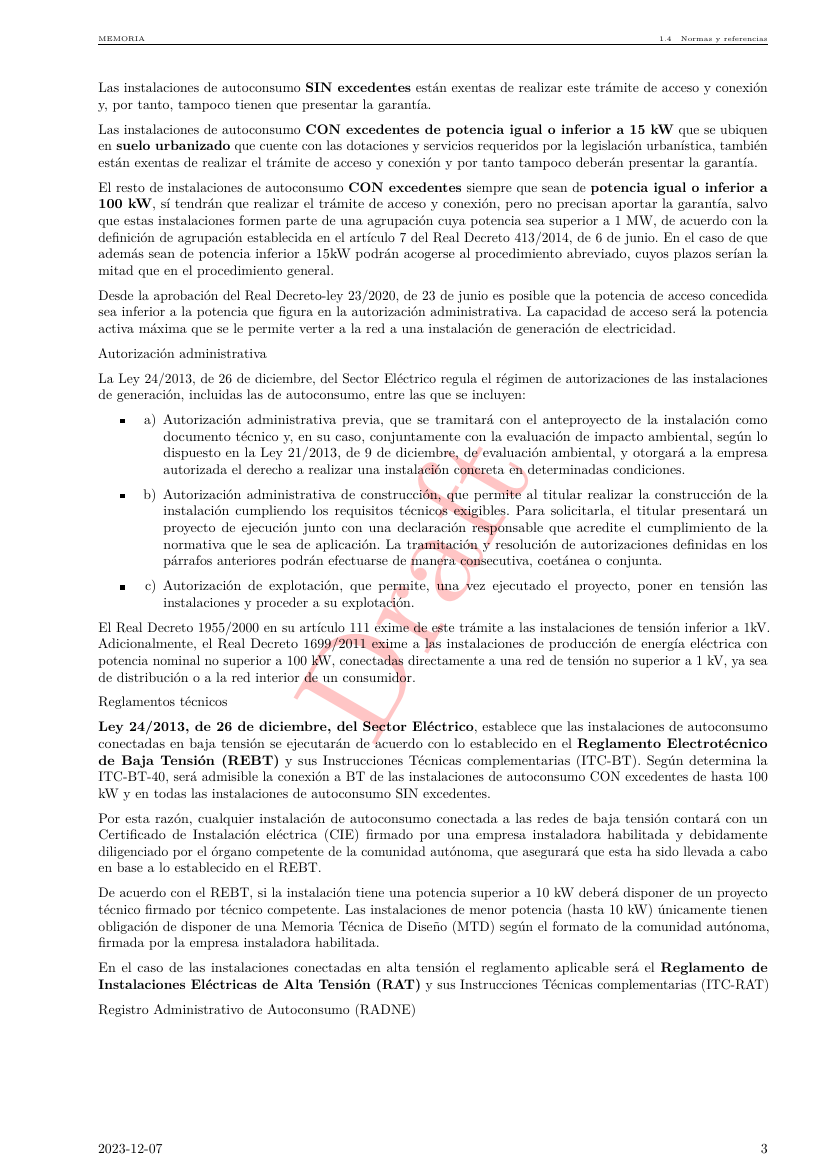 MEMORIA 1.4 Normas y referencias
Las instalaciones de autoconsumo SIN excedentes están exentas de realizar este trámite de acceso y conexión
y, por tanto, tampoco tienen que presentar la garantía.
Las instalaciones de autoconsumo CON excedentes de potencia igual o inferior a 15 kW que se ubiquen
en suelo urbanizado que cuente con las dotaciones y servicios requeridos por la legislación urbanística, también
están exentas de realizar el trámite de acceso y conexión y por tanto tampoco deberán presentar la garantía.
El resto de instalaciones de autoconsumo CON excedentes siempre que sean de potencia igual o inferior a
100 kW, sí tendrán que realizar el trámite de acceso y conexión, pero no precisan aportar la garantía, salvo
que estas instalaciones formen parte de una agrupación cuya potencia sea superior a 1 MW, de acuerdo con la
definición de agrupación establecida en el artículo 7 del Real Decreto 413/2014, de 6 de junio. En el caso de que
además sean de potencia inferior a 15kW podrán acogerse al procedimiento abreviado, cuyos plazos serían la
mitad que en el procedimiento general.
Desde la aprobación del Real Decreto-ley 23/2020, de 23 de junio es posible que la potencia de acceso concedida
sea inferior a la potencia que figura en la autorización administrativa. La capacidad de acceso será la potencia
activa máxima que se le permite verter a la red a una instalación de generación de electricidad.
Autorización administrativa
La Ley 24/2013, de 26 de diciembre, del Sector Eléctrico regula el régimen de autorizaciones de las instalaciones
de generación, incluidas las de autoconsumo, entre las que se incluyen:
▪ a) Autorización administrativa previa, que se tramitará con el anteproyecto de la instalación como
documento técnico y, en su caso, conjuntamente con la evaluación de impacto ambiental, según lo
dispuesto en la Ley 21/2013, de 9 de diciembre, de evaluación ambiental, y otorgará a la empresa
autorizada el derecho a realizar una instalación concreta en determinadas condiciones.
▪ b) Autorización administrativa de construcción, que permite al titular realizar la construcción de la
instalación cumpliendo los requisitos técnicos exigibles. Para solicitarla, el titular presentará un
proyecto de ejecución junto con una declaración responsable que acredite el cumplimiento de la
normativa que le sea de aplicación. La tramitación y resolución de autorizaciones definidas en los
párrafos anteriores podrán efectuarse de manera consecutiva, coetánea o conjunta.
▪ c) Autorización de explotación, que permite, una vez ejecutado el proyecto, poner en tensión las
instalaciones y proceder a su explotación.
El Real Decreto 1955/2000 en su artículo 111 exime de este trámite a las instalaciones de tensión inferior a 1kV.
Adicionalmente, el Real Decreto 1699/2011 exime a las instalaciones de producción de energía eléctrica con
potencia nominal no superior a 100 kW, conectadas directamente a una red de tensión no superior a 1 kV, ya sea
de distribución o a la red interior de un consumidor.
Reglamentos técnicos
Ley 24/2013, de 26 de diciembre, del Sector Eléctrico, establece que las instalaciones de autoconsumo
conectadas en baja tensión se ejecutarán de acuerdo con lo establecido en el Reglamento Electrotécnico
de Baja Tensión (REBT) y sus Instrucciones Técnicas complementarias (ITC-BT). Según determina la
ITC-BT-40, será admisible la conexión a BT de las instalaciones de autoconsumo CON excedentes de hasta 100
kW y en todas las instalaciones de autoconsumo SIN excedentes.
Por esta razón, cualquier instalación de autoconsumo conectada a las redes de baja tensión contará con un
Certificado de Instalación eléctrica (CIE) firmado por una empresa instaladora habilitada y debidamente
diligenciado por el órgano competente de la comunidad autónoma, que asegurará que esta ha sido llevada a cabo
en base a lo establecido en el REBT.
De acuerdo con el REBT, si la instalación tiene una potencia superior a 10 kW deberá disponer de un proyecto
técnico firmado por técnico competente. Las instalaciones de menor potencia (hasta 10 kW) únicamente tienen
obligación de disponer de una Memoria Técnica de Diseño (MTD) según el formato de la comunidad autónoma,
firmada por la empresa instaladora habilitada.
En el caso de las instalaciones conectadas en alta tensión el reglamento aplicable será el Reglamento de
Instalaciones Eléctricas de Alta Tensión (RAT) y sus Instrucciones Técnicas complementarias (ITC-RAT)
Registro Administrativo de Autoconsumo (RADNE)
Draft
2023-12-07 3